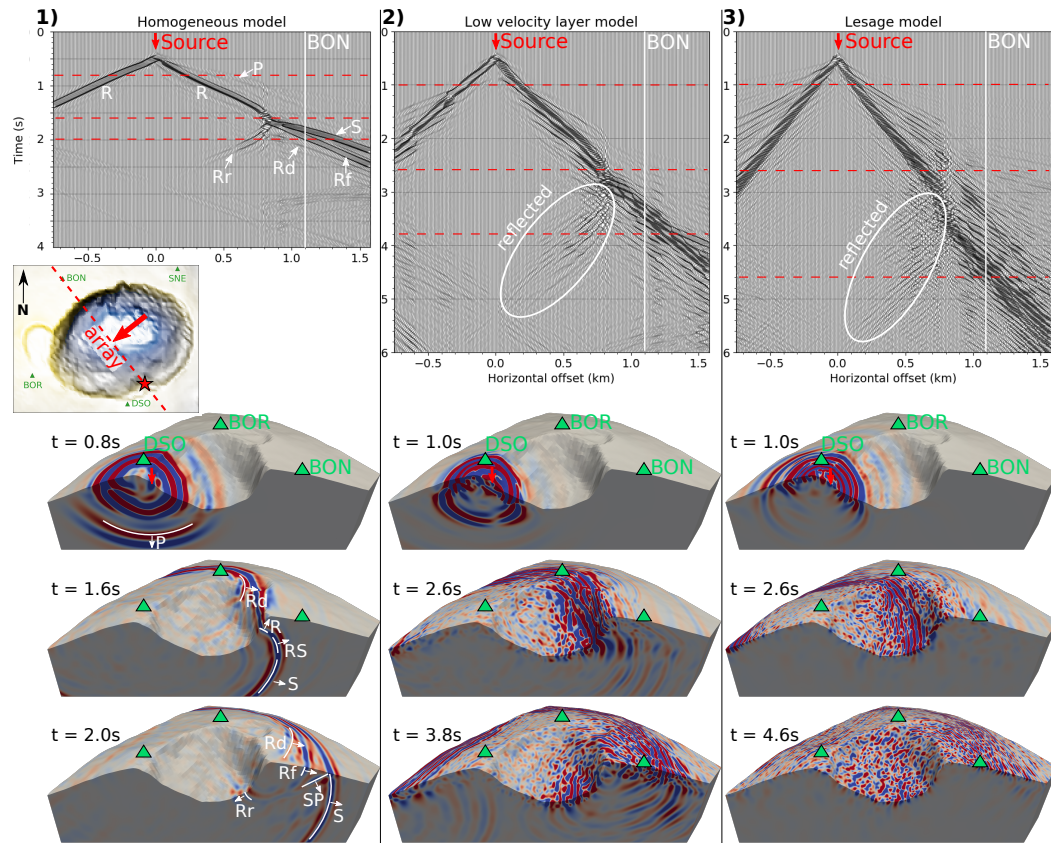 1)
Homogeneous model
Source
BON
P
R
R
S
Rr
Rd
Rf
Time (s)
0
1
2
3
4
−0.5
0.0
0.5
1.0
1.5
N
BON
SNE
array
BOR
DSO
2)
Low velocity layer model
Source
BON
reflected
0
1
2
3
4
5
6
−0.5
0.0
0.5
1.0
1.5
Horizontal offset (km)
3)
Lesage model
Source
BON
reflected
0
1
2
3
4
5
6
−0.5
0.0
0.5
1.0
1.5
Horizontal offset (km)
t = 0.8s
DSO
BOR
BON
P
t = 1.0s
DSO
BOR
BON
t = 1.0s
DSO
BOR
BON
t = 1.6s
Rd
R
RS
S
t = 2.6s
t = 2.6s
t = 2.0s
Rd
Rf
SP
Rr
S
t = 3.8s
t = 4.6s